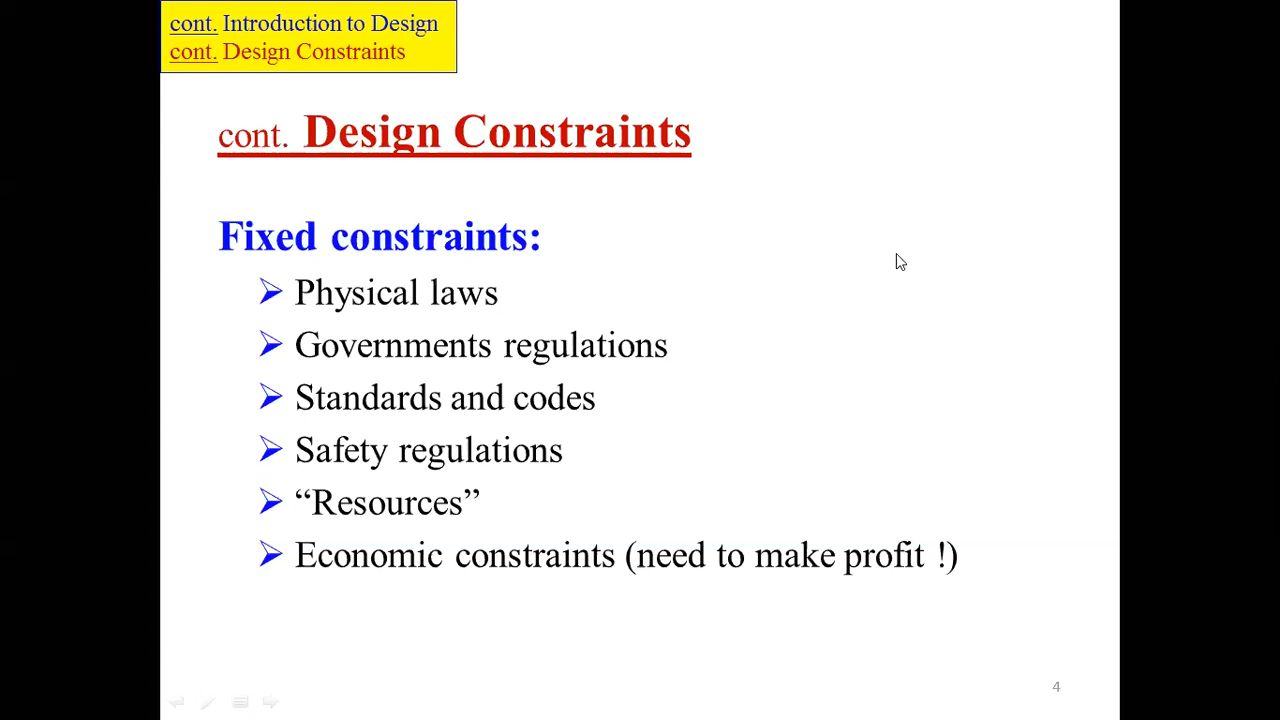 cont. Introduction to Design
cont. Design Constraints
cont. Design Constraints
Fixed constraints:
Physical laws
Governments regulations
Standards and codes
Safety regulations
“Resources”
Economic constraints (need to make profit !)
4